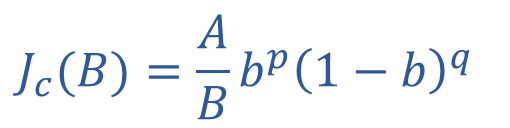 J_c(B) = \frac{A}{B} b^p (1 − b)^q